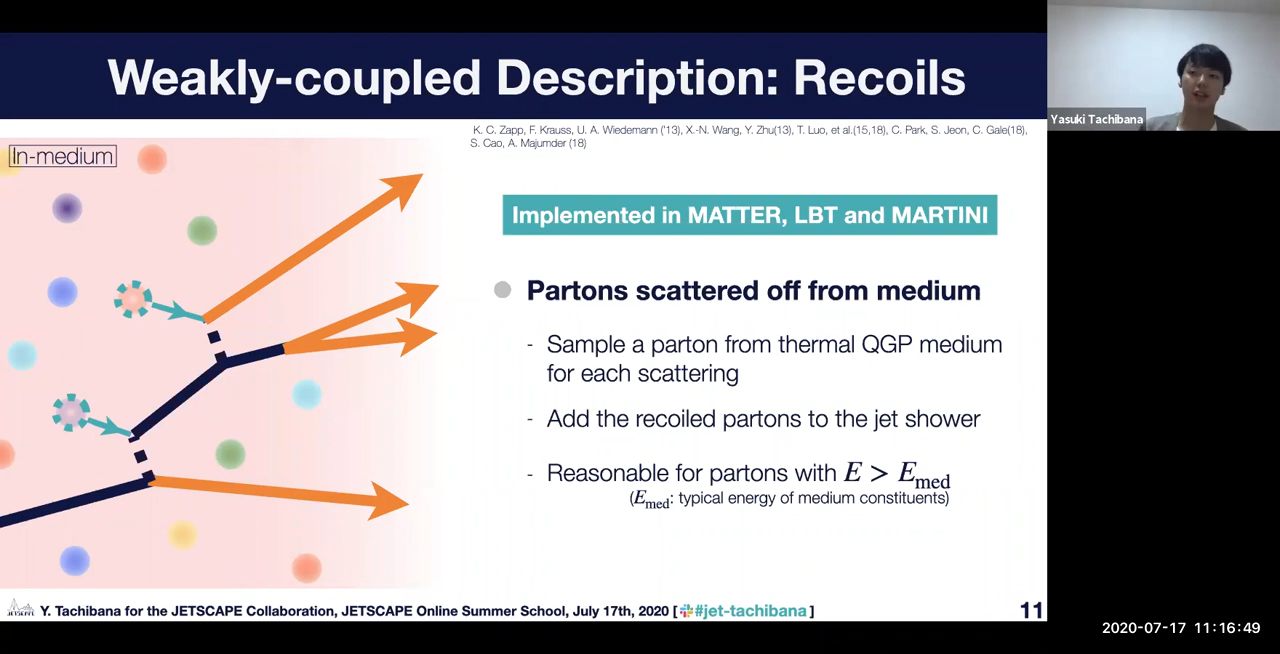 Weakly-coupled Description: Recoils
Yasuki Tachibana
K. C. Zapp, F. Krauss, U. A. Wiedemann ('13), X.-N. Wang, Y. Zhu(13), T. Luo, et al.(15,18), C. Park, S. Jeon, C. Gale(18),
S. Cao, A. Majumder (18)
In-medium
Implemented in MATTER, LBT and MARTINI
Partons scattered off from medium
- Sample a parton from thermal QGP medium
for each scattering
- Add the recoiled partons to the jet shower
- Reasonable for partons with E > E_med
(E_med: typical energy of medium constituents)
JETSCAPE
Y. Tachibana for the JETSCAPE Collaboration, JETSCAPE Online Summer School, July 17th, 2020 [ #jet-tachibana ]
11
2020-07-17 11:16:49